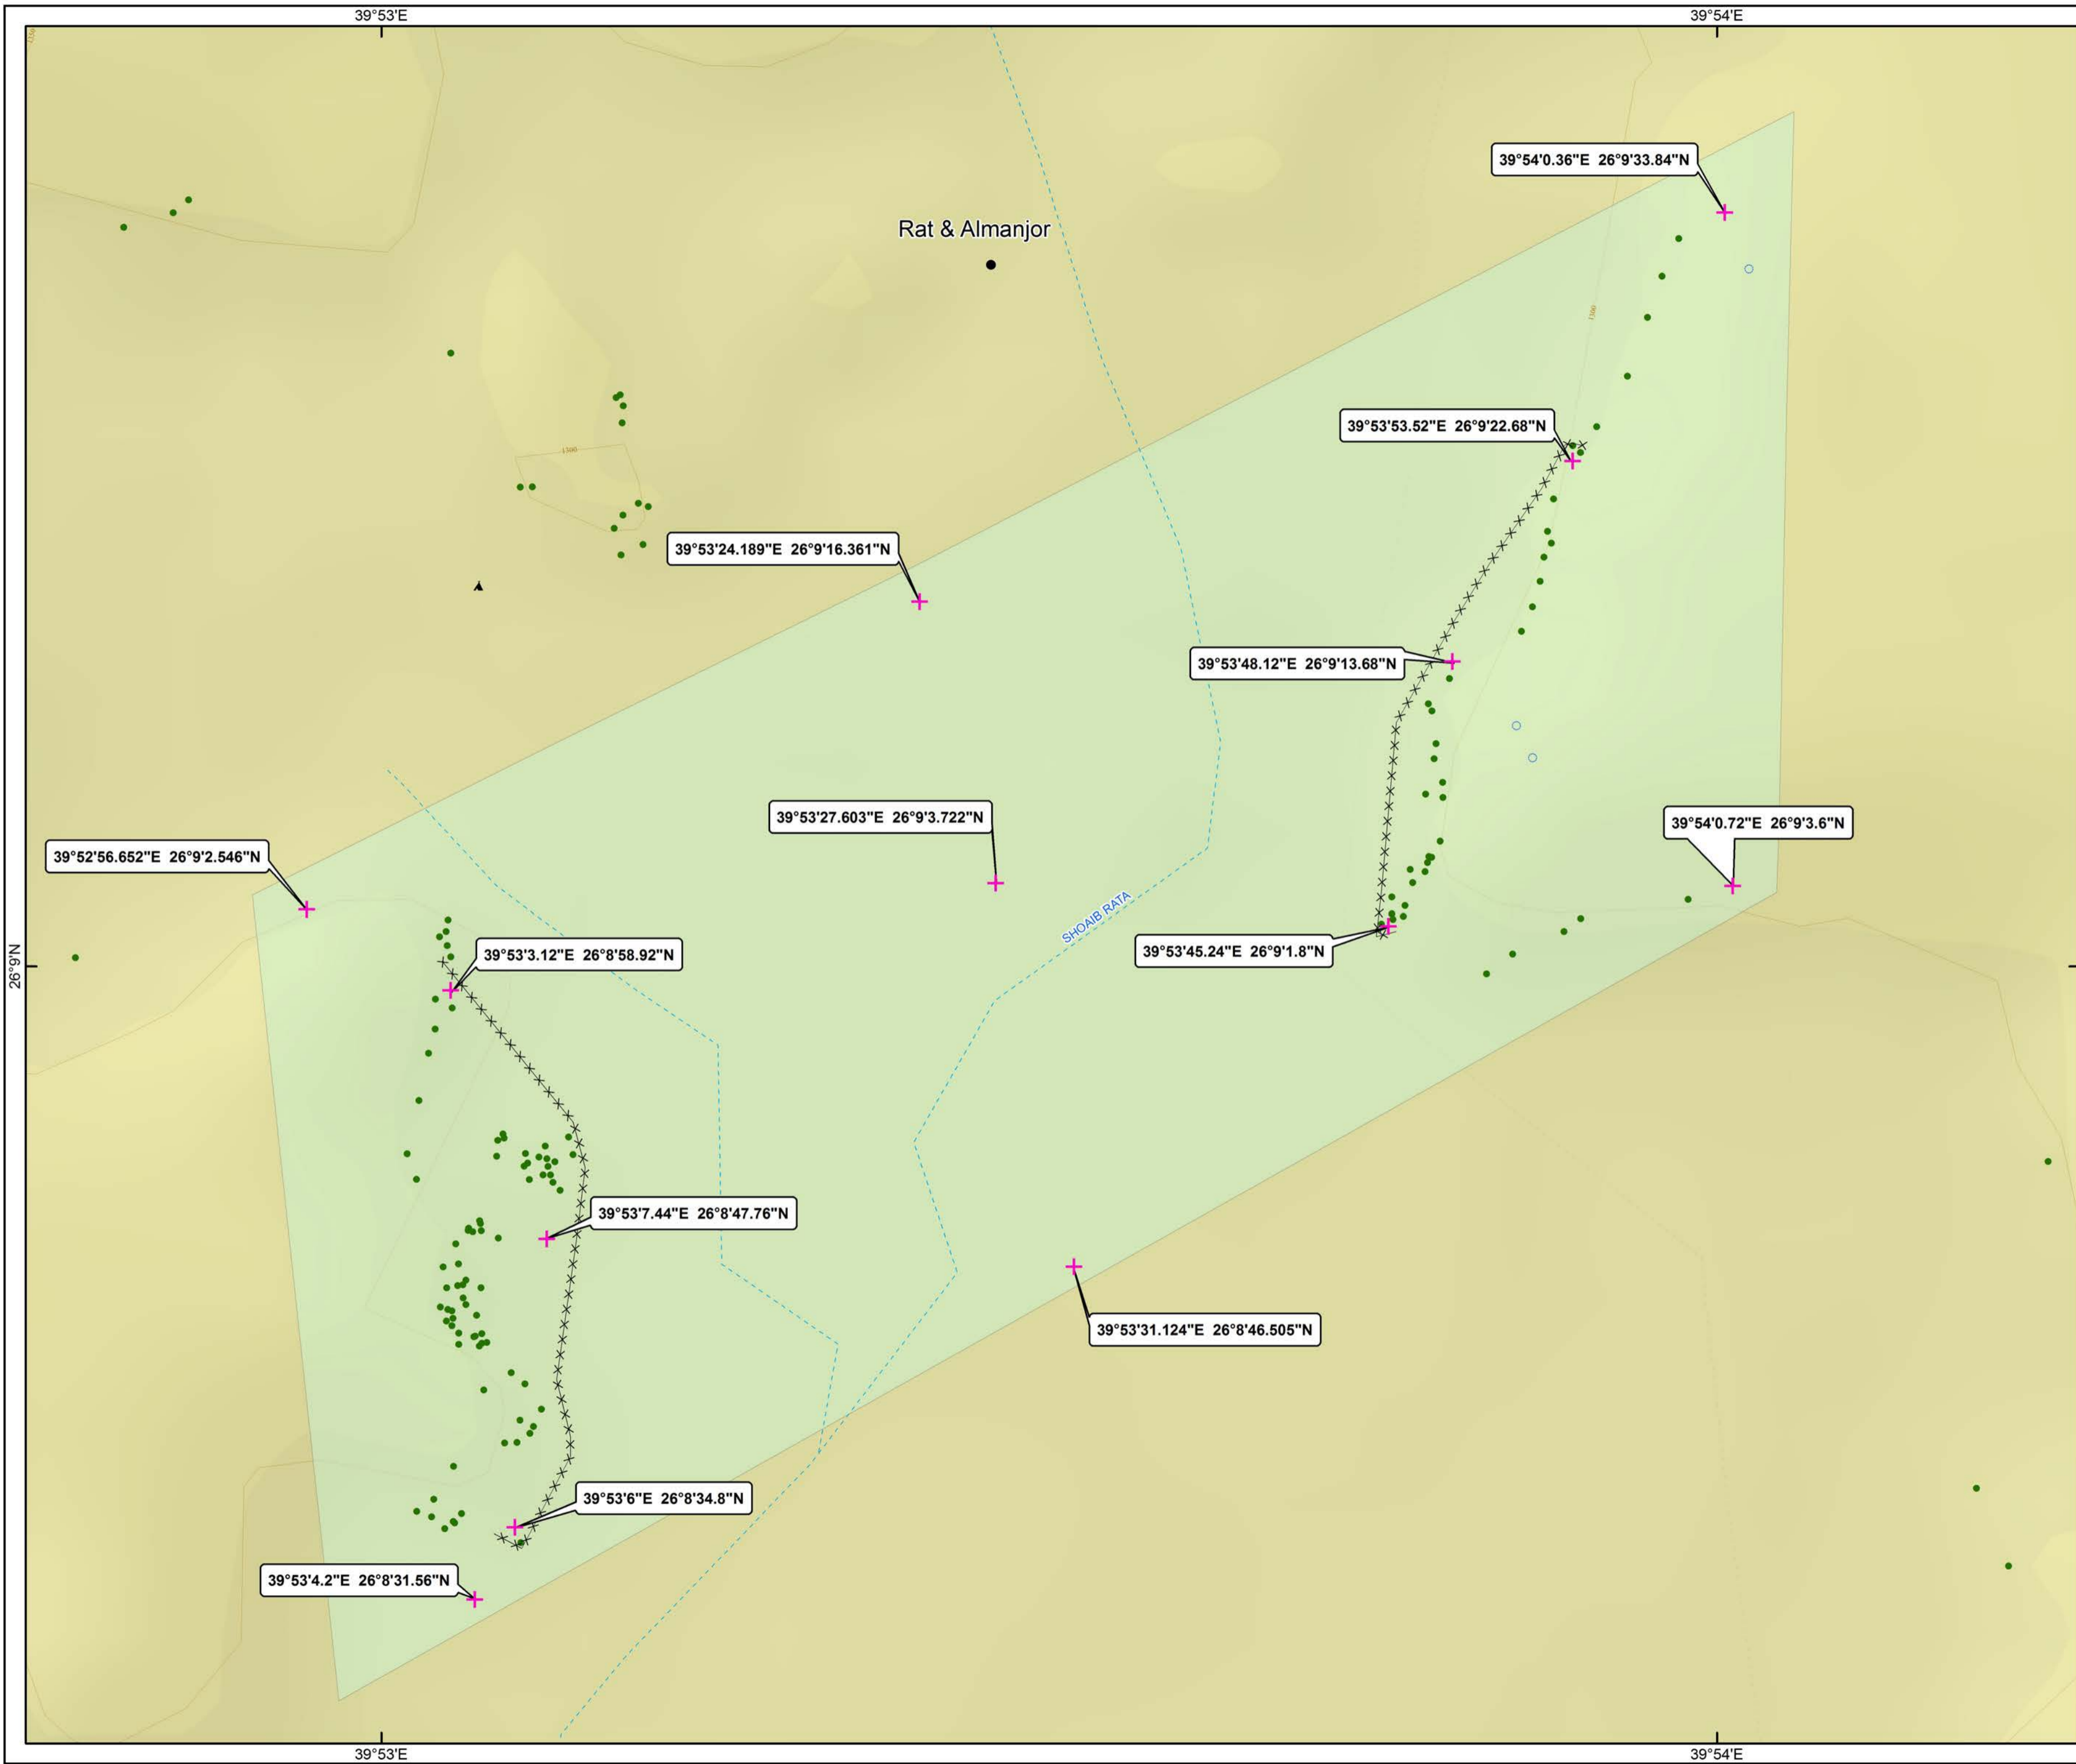 39°53'E
39°54'E
1350
39°54'0.36"E 26°9'33.84"N
Rat & Almanjor
1300
39°53'53.52"E 26°9'22.68"N
1300
39°53'24.189"E 26°9'16.361"N
39°53'48.12"E 26°9'13.68"N
39°53'27.603"E 26°9'3.722"N
39°54'0.72"E 26°9'3.6"N
39°52'56.652"E 26°9'2.546"N
SHOAIB RATA
39°53'45.24"E 26°9'1.8"N
39°53'3.12"E 26°8'58.92"N
26°9'N
39°53'7.44"E 26°8'47.76"N
39°53'31.124"E 26°8'46.505"N
39°53'6"E 26°8'34.8"N
39°53'4.2"E 26°8'31.56"N
39°53'E
39°54'E